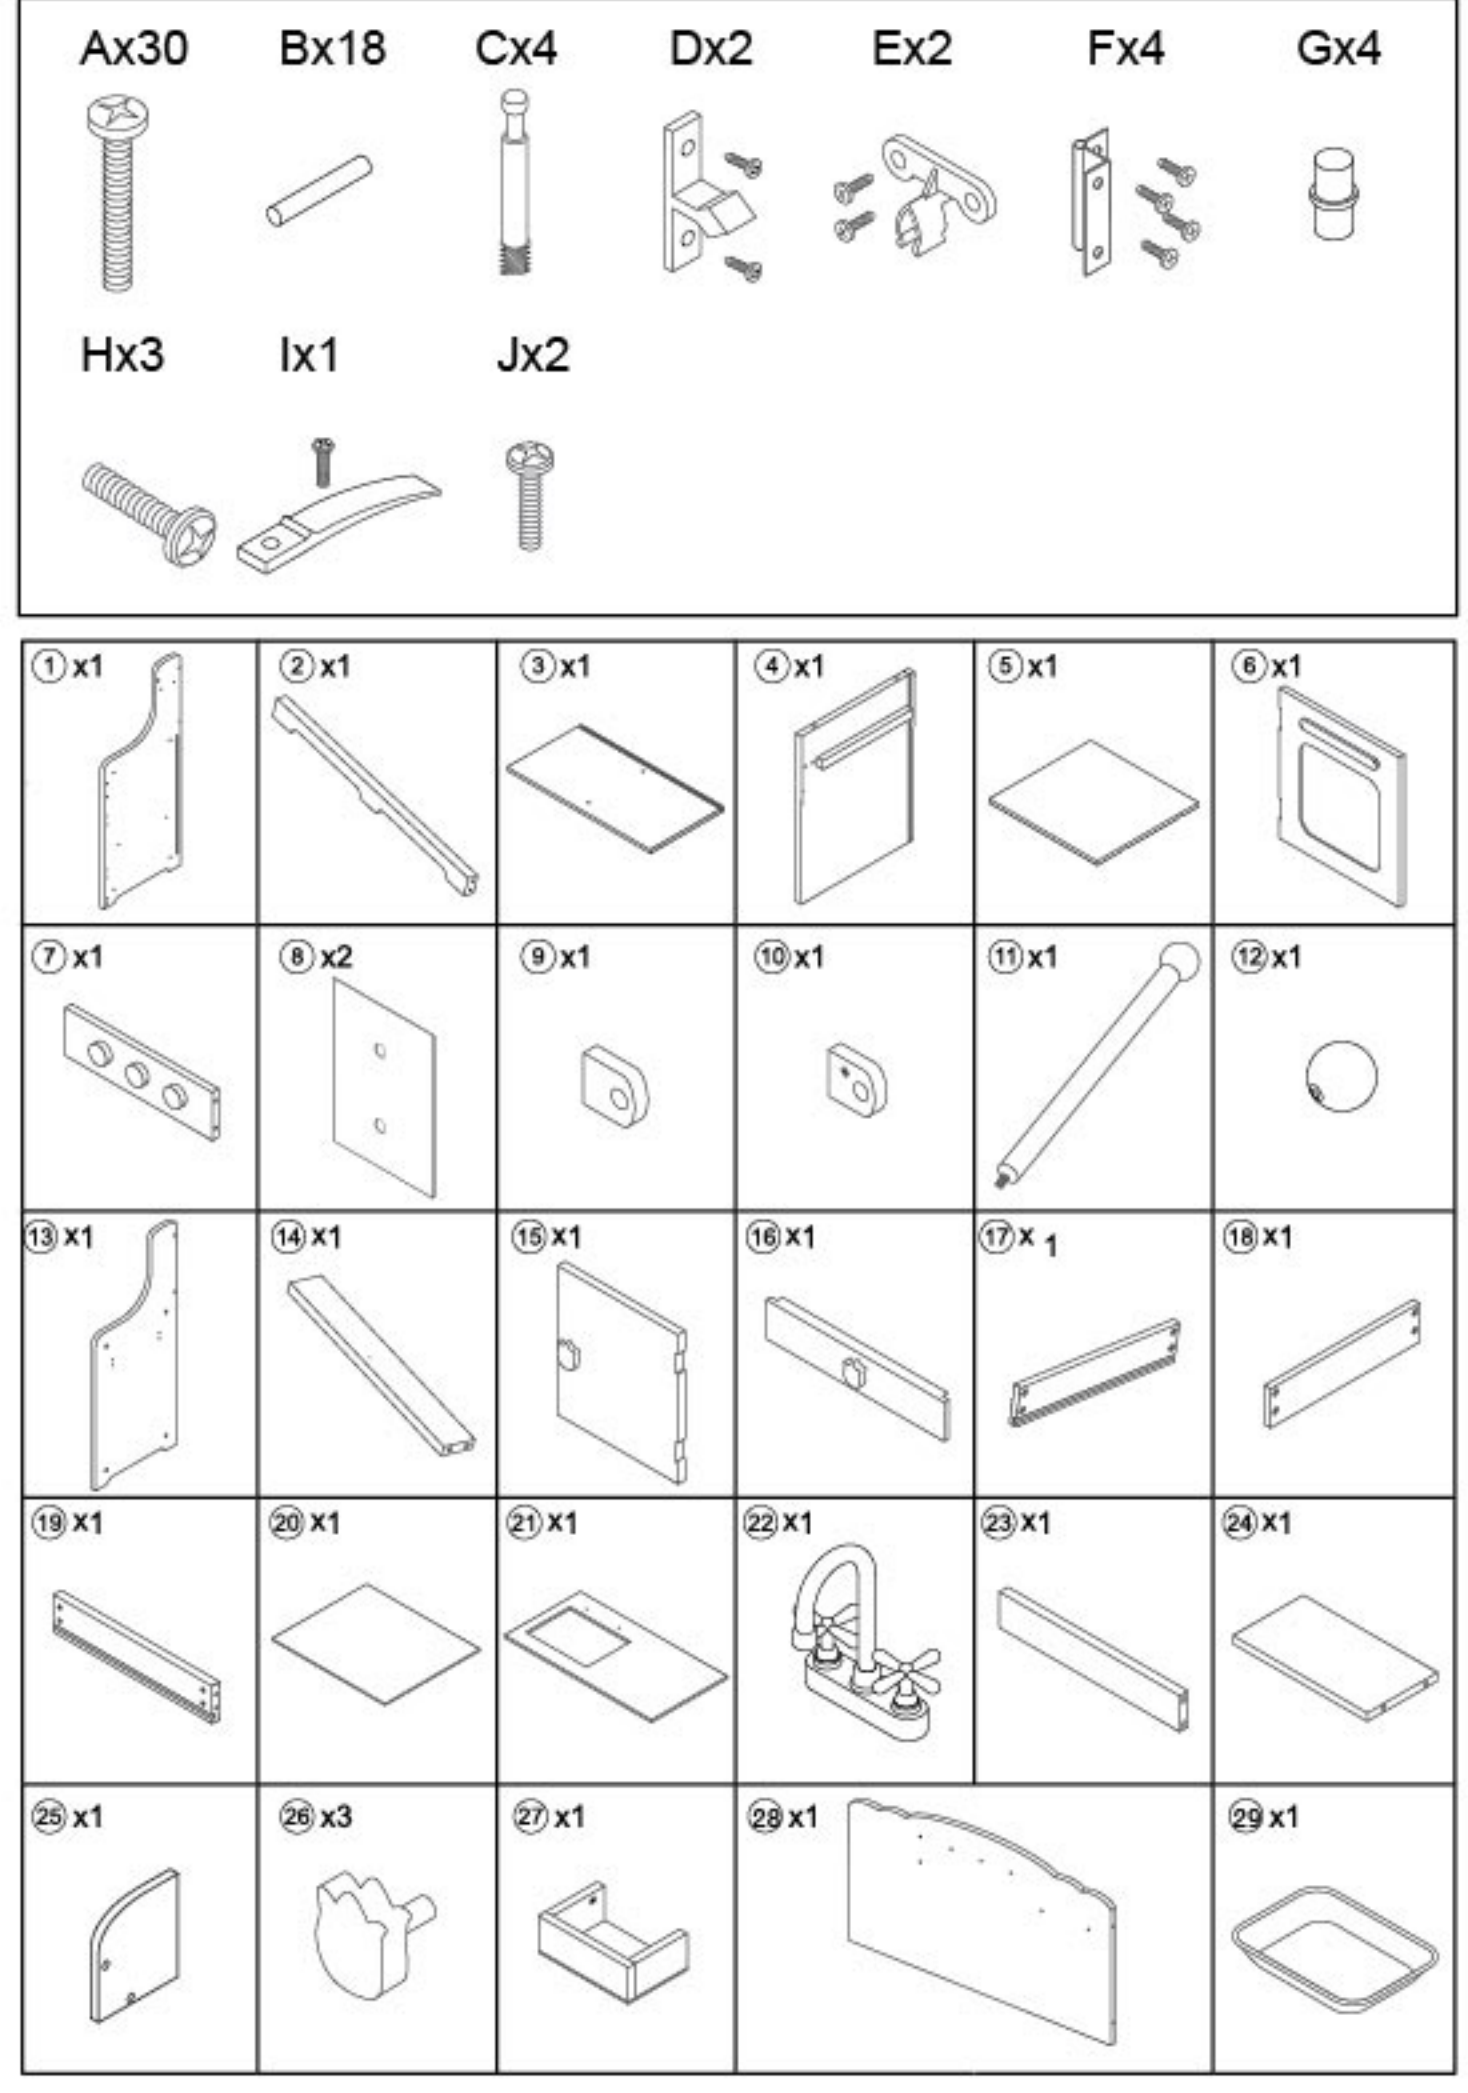 Ax30 Bx18 Cx4 Dx2 Ex2 Fx4 Gx4
Hx3 Ix1 Jx2
1 x1 2 x1 3 x1 4 x1 5 x1 6 x1
7 x1 8 x2 9 x1 10 x1 11 x1 12 x1
13 x1 14 x1 15 x1 16 x1 17 x 1 18 x1
19 x1 20 x1 21 x1 22 x1 23 x1 24 x1
25 x1 26 x3 27 x1 28 x1 29 x1